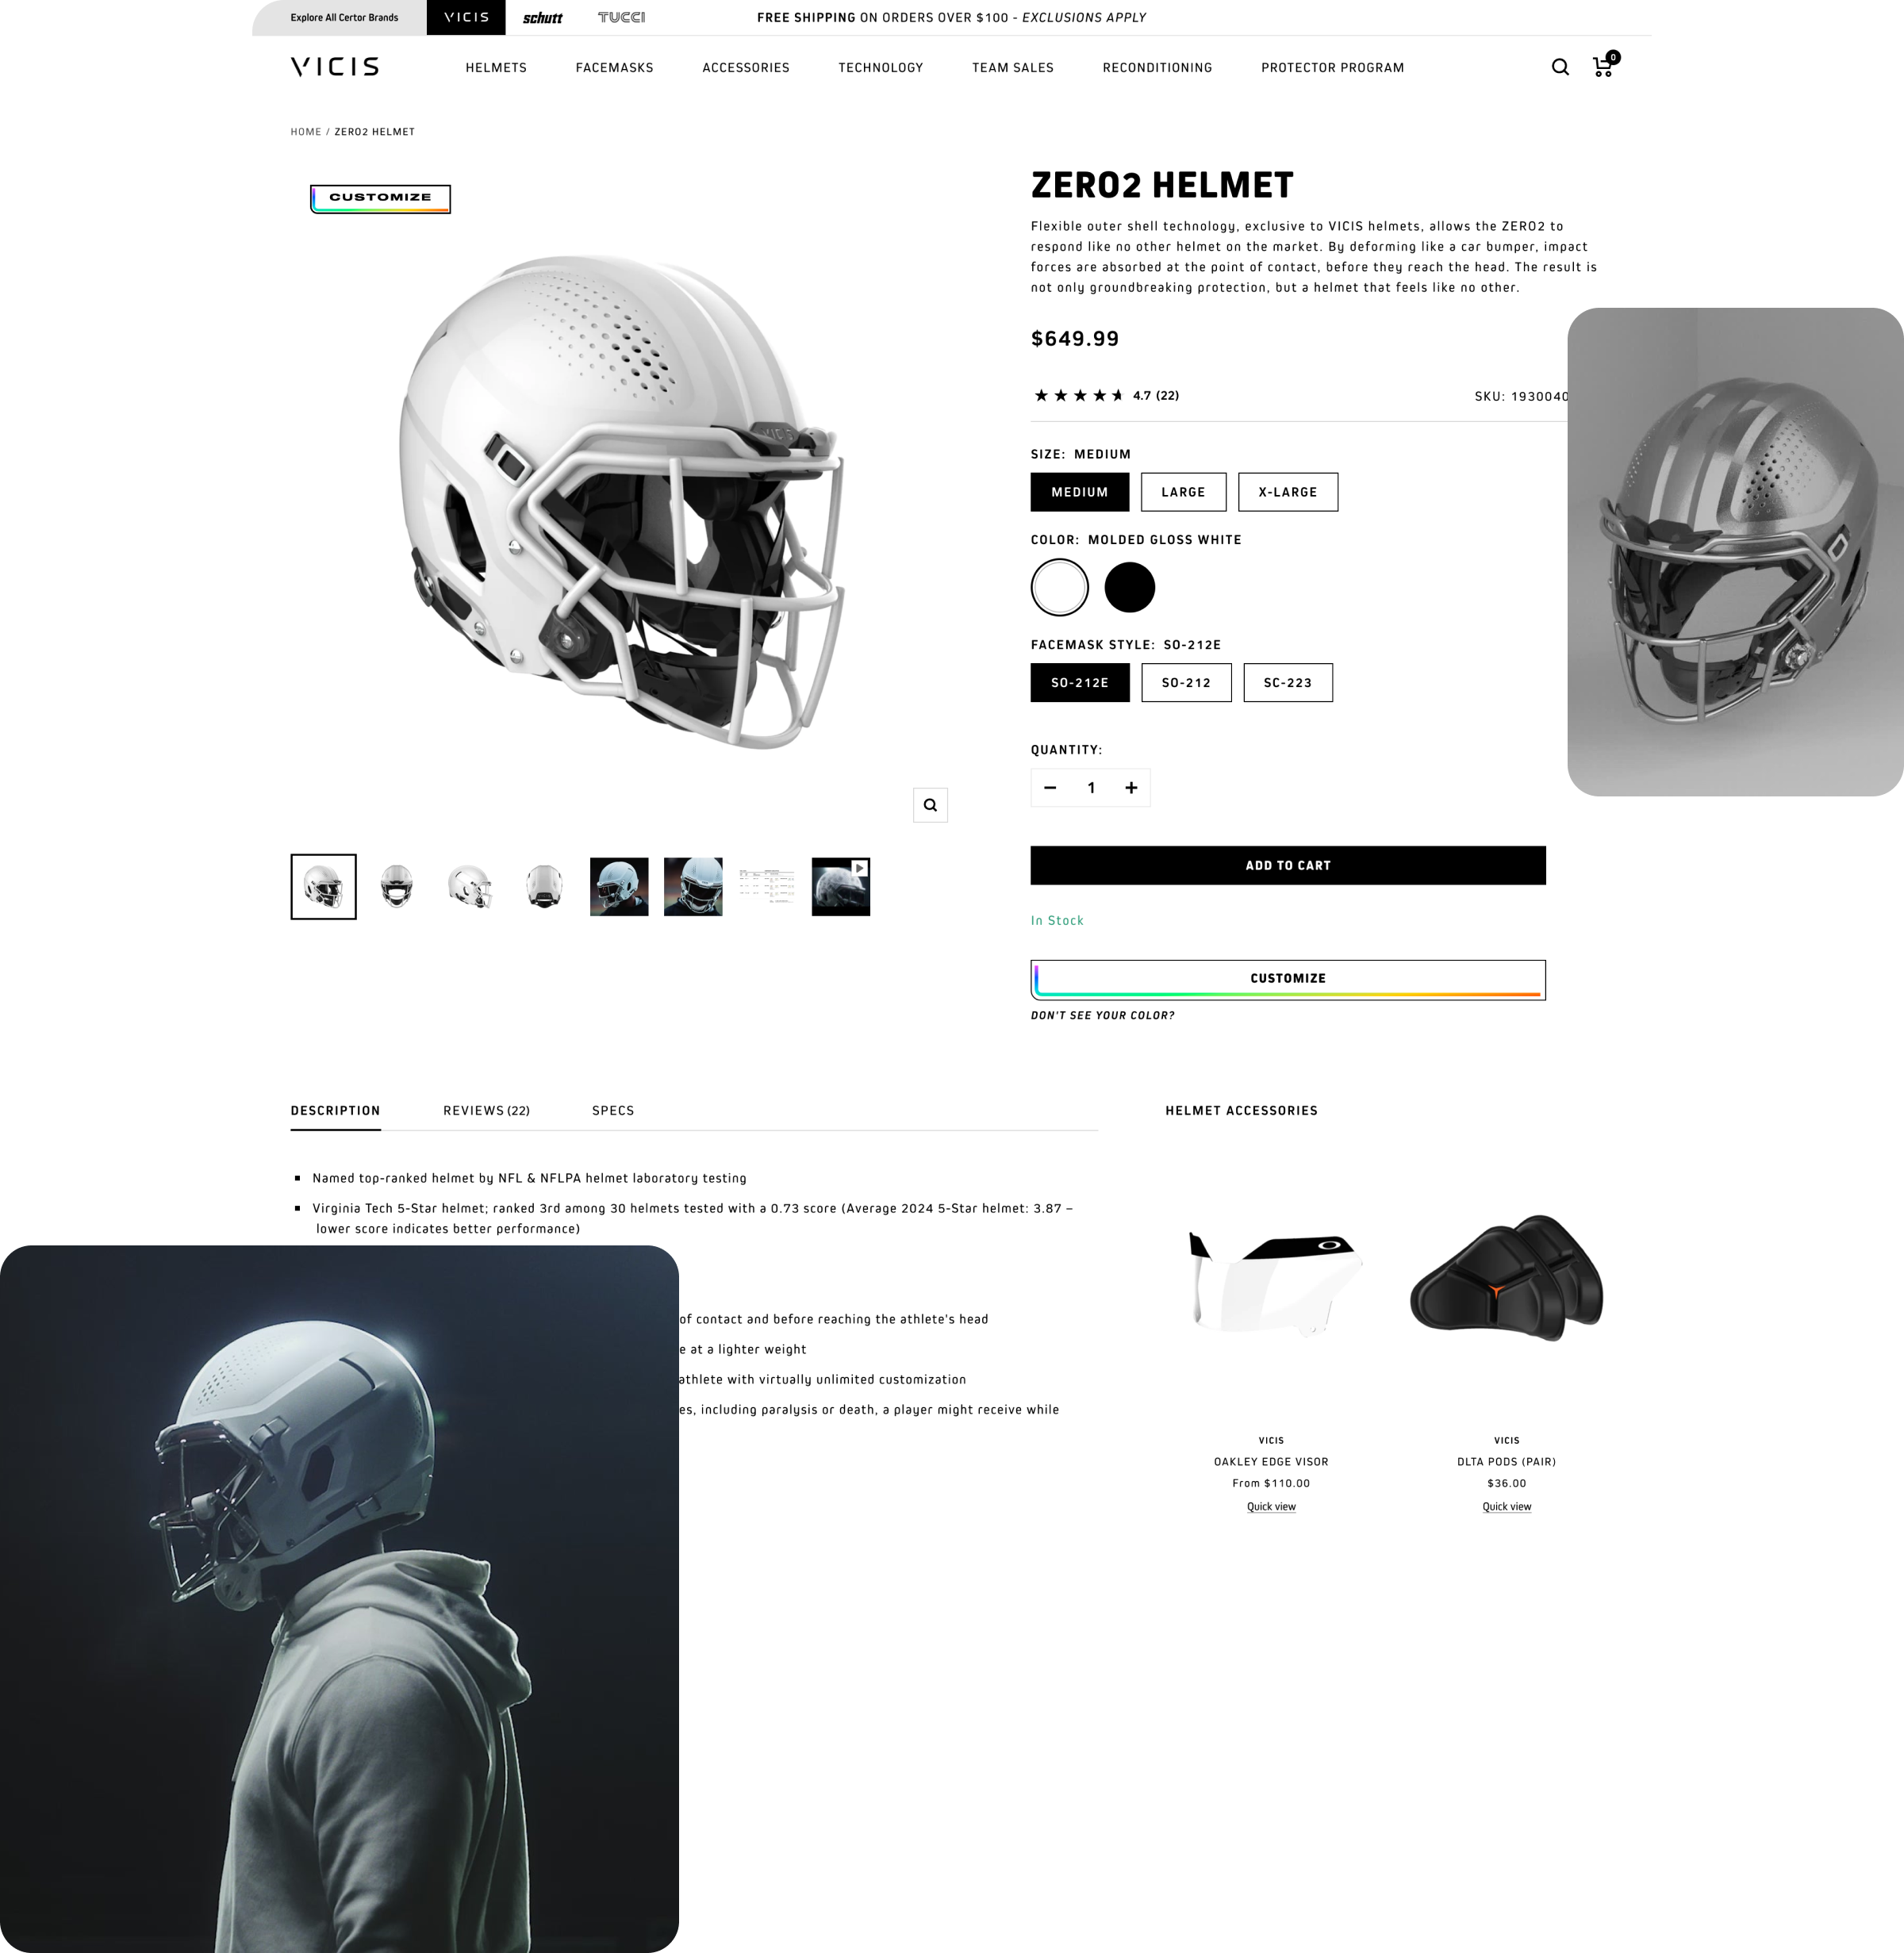 Explore All Certor Brands
VICIS
schutt
TUCCI
FREE SHIPPING ON ORDERS OVER $100 - EXCLUSIONS APPLY
VICIS
HELMETS
FACEMASKS
ACCESSORIES
TECHNOLOGY
TEAM SALES
RECONDITIONING
PROTECTOR PROGRAM
0
HOME / ZERO2 HELMET
CUSTOMIZE
VICIS
ZERO2 HELMET
Flexible outer shell technology, exclusive to VICIS helmets, allows the ZERO2 to
respond like no other helmet on the market. By deforming like a car bumper, impact
forces are absorbed at the point of contact, before they reach the head. The result is
not only groundbreaking protection, but a helmet that feels like no other.
$649.99
4.7 (22)
SKU: 1930040
SIZE: MEDIUM
MEDIUM
LARGE
X-LARGE
COLOR: MOLDED GLOSS WHITE
FACEMASK STYLE: SO-212E
SO-212E
SO-212
SC-223
QUANTITY:
1
ADD TO CART
In Stock
CUSTOMIZE
DON'T SEE YOUR COLOR?
DESCRIPTION
REVIEWS (22)
SPECS
Named top-ranked helmet by NFL & NFLPA helmet laboratory testing
Virginia Tech 5-Star helmet; ranked 3rd among 30 helmets tested with a 0.73 score (Average 2024 5-Star helmet: 3.87 –
lower score indicates better performance)
of contact and before reaching the athlete's head
e at a lighter weight
athlete with virtually unlimited customization
es, including paralysis or death, a player might receive while
HELMET ACCESSORIES
VICIS
OAKLEY EDGE VISOR
From $110.00
Quick view
VICIS
DLTA PODS (PAIR)
$36.00
Quick view